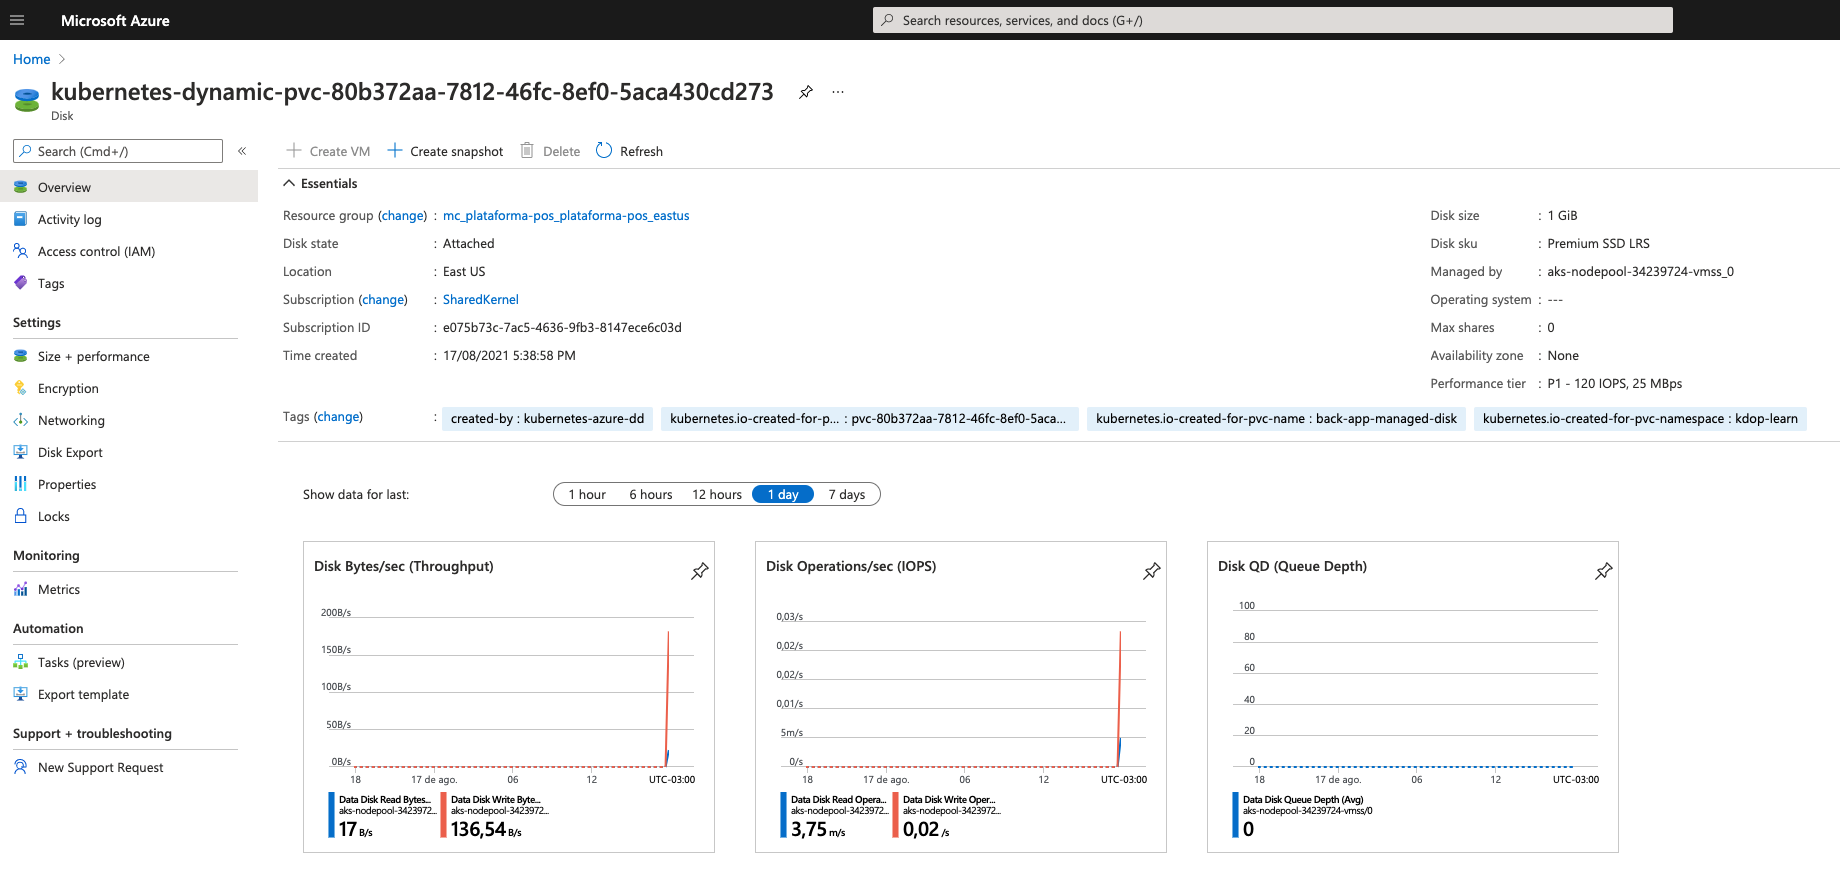 Microsoft Azure
Search resources, services, and docs (G+/)
Home
kubernetes-dynamic-pvc-80b372aa-7812-46fc-8ef0-5aca430cd273
Disk
Search (Cmd+/)
Overview
Activity log
Access control (IAM)
Tags
Settings
Size + performance
Encryption
Networking
Disk Export
Properties
Locks
Monitoring
Metrics
Automation
Tasks (preview)
Export template
Support + troubleshooting
New Support Request
Create VM Create snapshot Delete Refresh
Essentials
Resource group (change) : mc_plataforma-pos_plataforma-pos_eastus
Disk state : Attached
Location : East US
Subscription (change) : SharedKernel
Subscription ID : e075b73c-7ac5-4636-9fb3-8147ece6c03d
Time created : 17/08/2021 5:38:58 PM
Disk size : 1 GiB
Disk sku : Premium SSD LRS
Managed by : aks-nodepool-34239724-vmss_0
Operating system : ---
Max shares : 0
Availability zone : None
Performance tier : P1 - 120 IOPS, 25 MBps
Tags (change) : created-by : kubernetes-azure-dd kubernetes.io-created-for-p... : pvc-80b372aa-7812-46fc-8ef0-5aca... kubernetes.io-created-for-pvc-name : back-app-managed-disk kubernetes.io-created-for-pvc-namespace : kdop-learn
Show data for last: 1 hour 6 hours 12 hours 1 day 7 days
Disk Bytes/sec (Throughput)
200B/s
150B/s
100B/s
50B/s
0B/s
18 17 de ago. 06 12 UTC-03:00
Data Disk Read Bytes...
aks-nodepool-3423972...
17 B/s
Data Disk Write Byte...
aks-nodepool-3423972...
136,54 B/s
Disk Operations/sec (IOPS)
0,03/s
0,02/s
0,02/s
0,01/s
5m/s
0/s
18 17 de ago. 06 12 UTC-03:00
Data Disk Read Opera...
aks-nodepool-3423972...
3,75 m/s
Data Disk Write Oper...
aks-nodepool-3423972...
0,02 /s
Disk QD (Queue Depth)
100
80
60
40
20
0
18 17 de ago. 06 12 UTC-03:00
Data Disk Queue Depth (Avg)
aks-nodepool-34239724-vmss/0
0